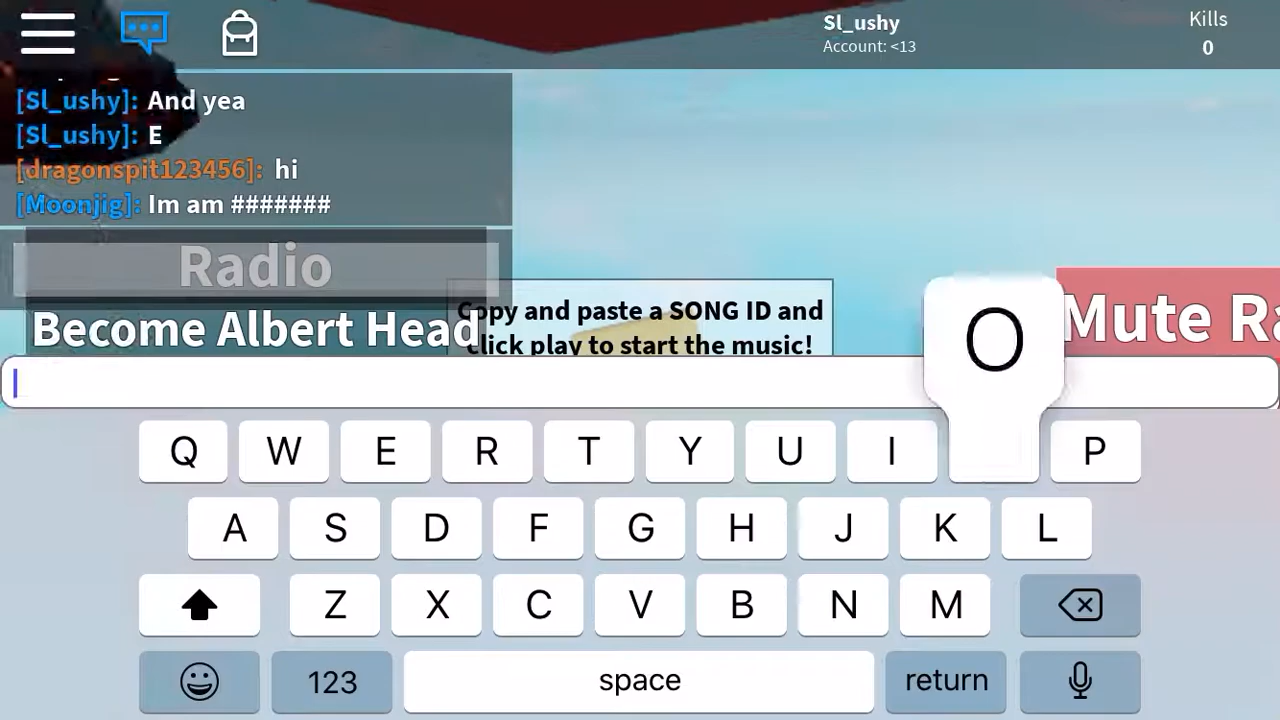 Sl_ushy
Account: <13
Kills
0
[Sl_ushy]: And yea
[Sl_ushy]: E
[dragonspit123456]: hi
[Moonjig]: Im am #######
Radio
Become Albert Head
Copy and paste a SONG ID and
Click play to start the music!
Mute
O
Q W E R T Y U I P
A S D F G H J K L
Z X C V B N M
123 space return